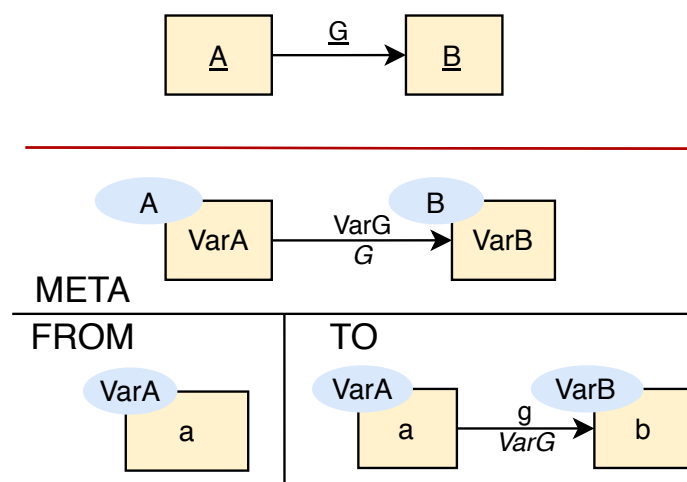 A G B
A B
VarA VarG VarB
G
META
FROM TO
VarA VarA VarB
a a g b
VarG